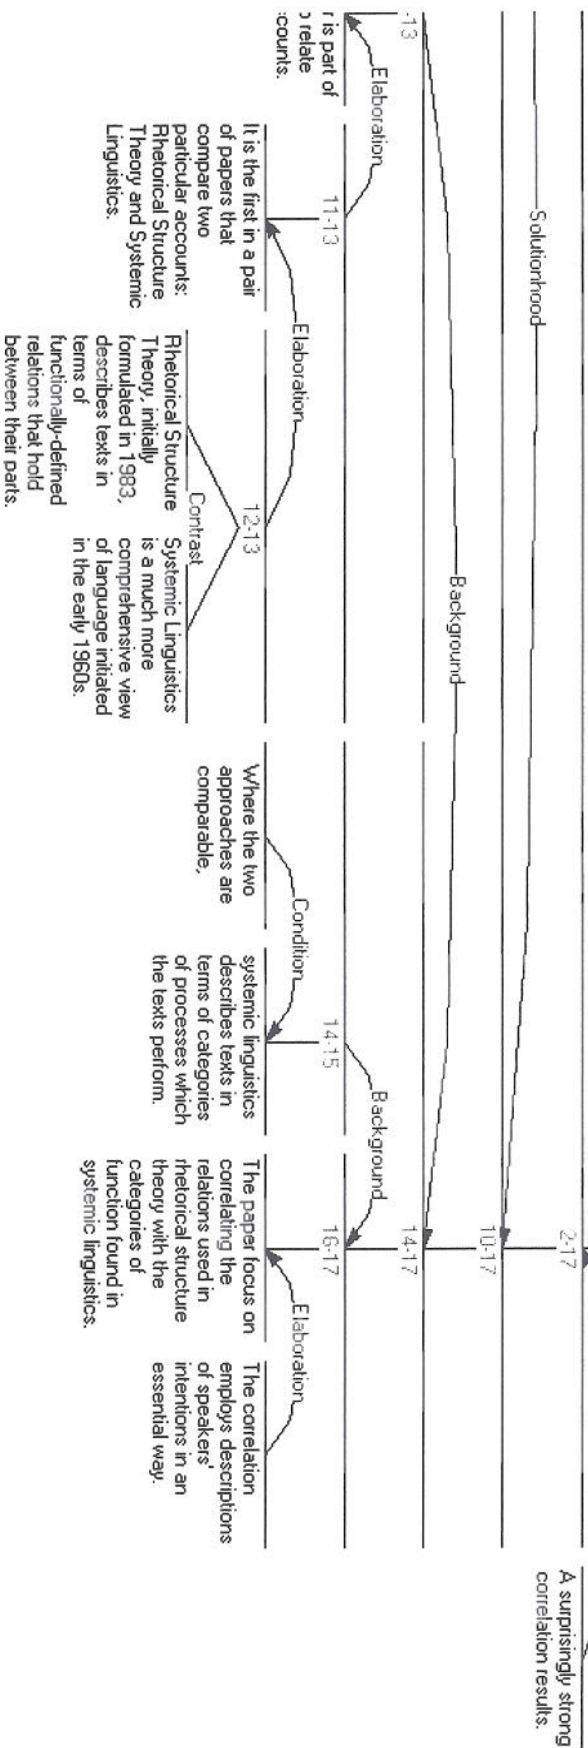 2-17
A surprisingly strong
correlation results.
Solutionhood
10-17
-13
Background
14-17
Elaboration
11-13
14-15
Background
16-17
r is part of
o relate
counts.
It is the first in a pair
of papers that
compare two
particular accounts:
Rhetorical Structure
Theory and Systemic
Linguistics.
Elaboration
12-13
Contrast
Rhetorical Structure
Theory, initially
formulated in 1983,
describes texts in
terms of
functionally-defined
relations that hold
between their parts.
Systemic Linguistics
is a much more
comprehensive view
of language initiated
in the early 1960s.
Where the two
approaches are
comparable,
Condition
systemic linguistics
describes texts in
terms of categories
of processes which
the texts perform.
The paper focus on
correlating the
relations used in
rhetorical structure
theory with the
categories of
function found in
systemic linguistics.
Elaboration
The correlation
employs descriptions
of speakers'
intentions in an
essential way.